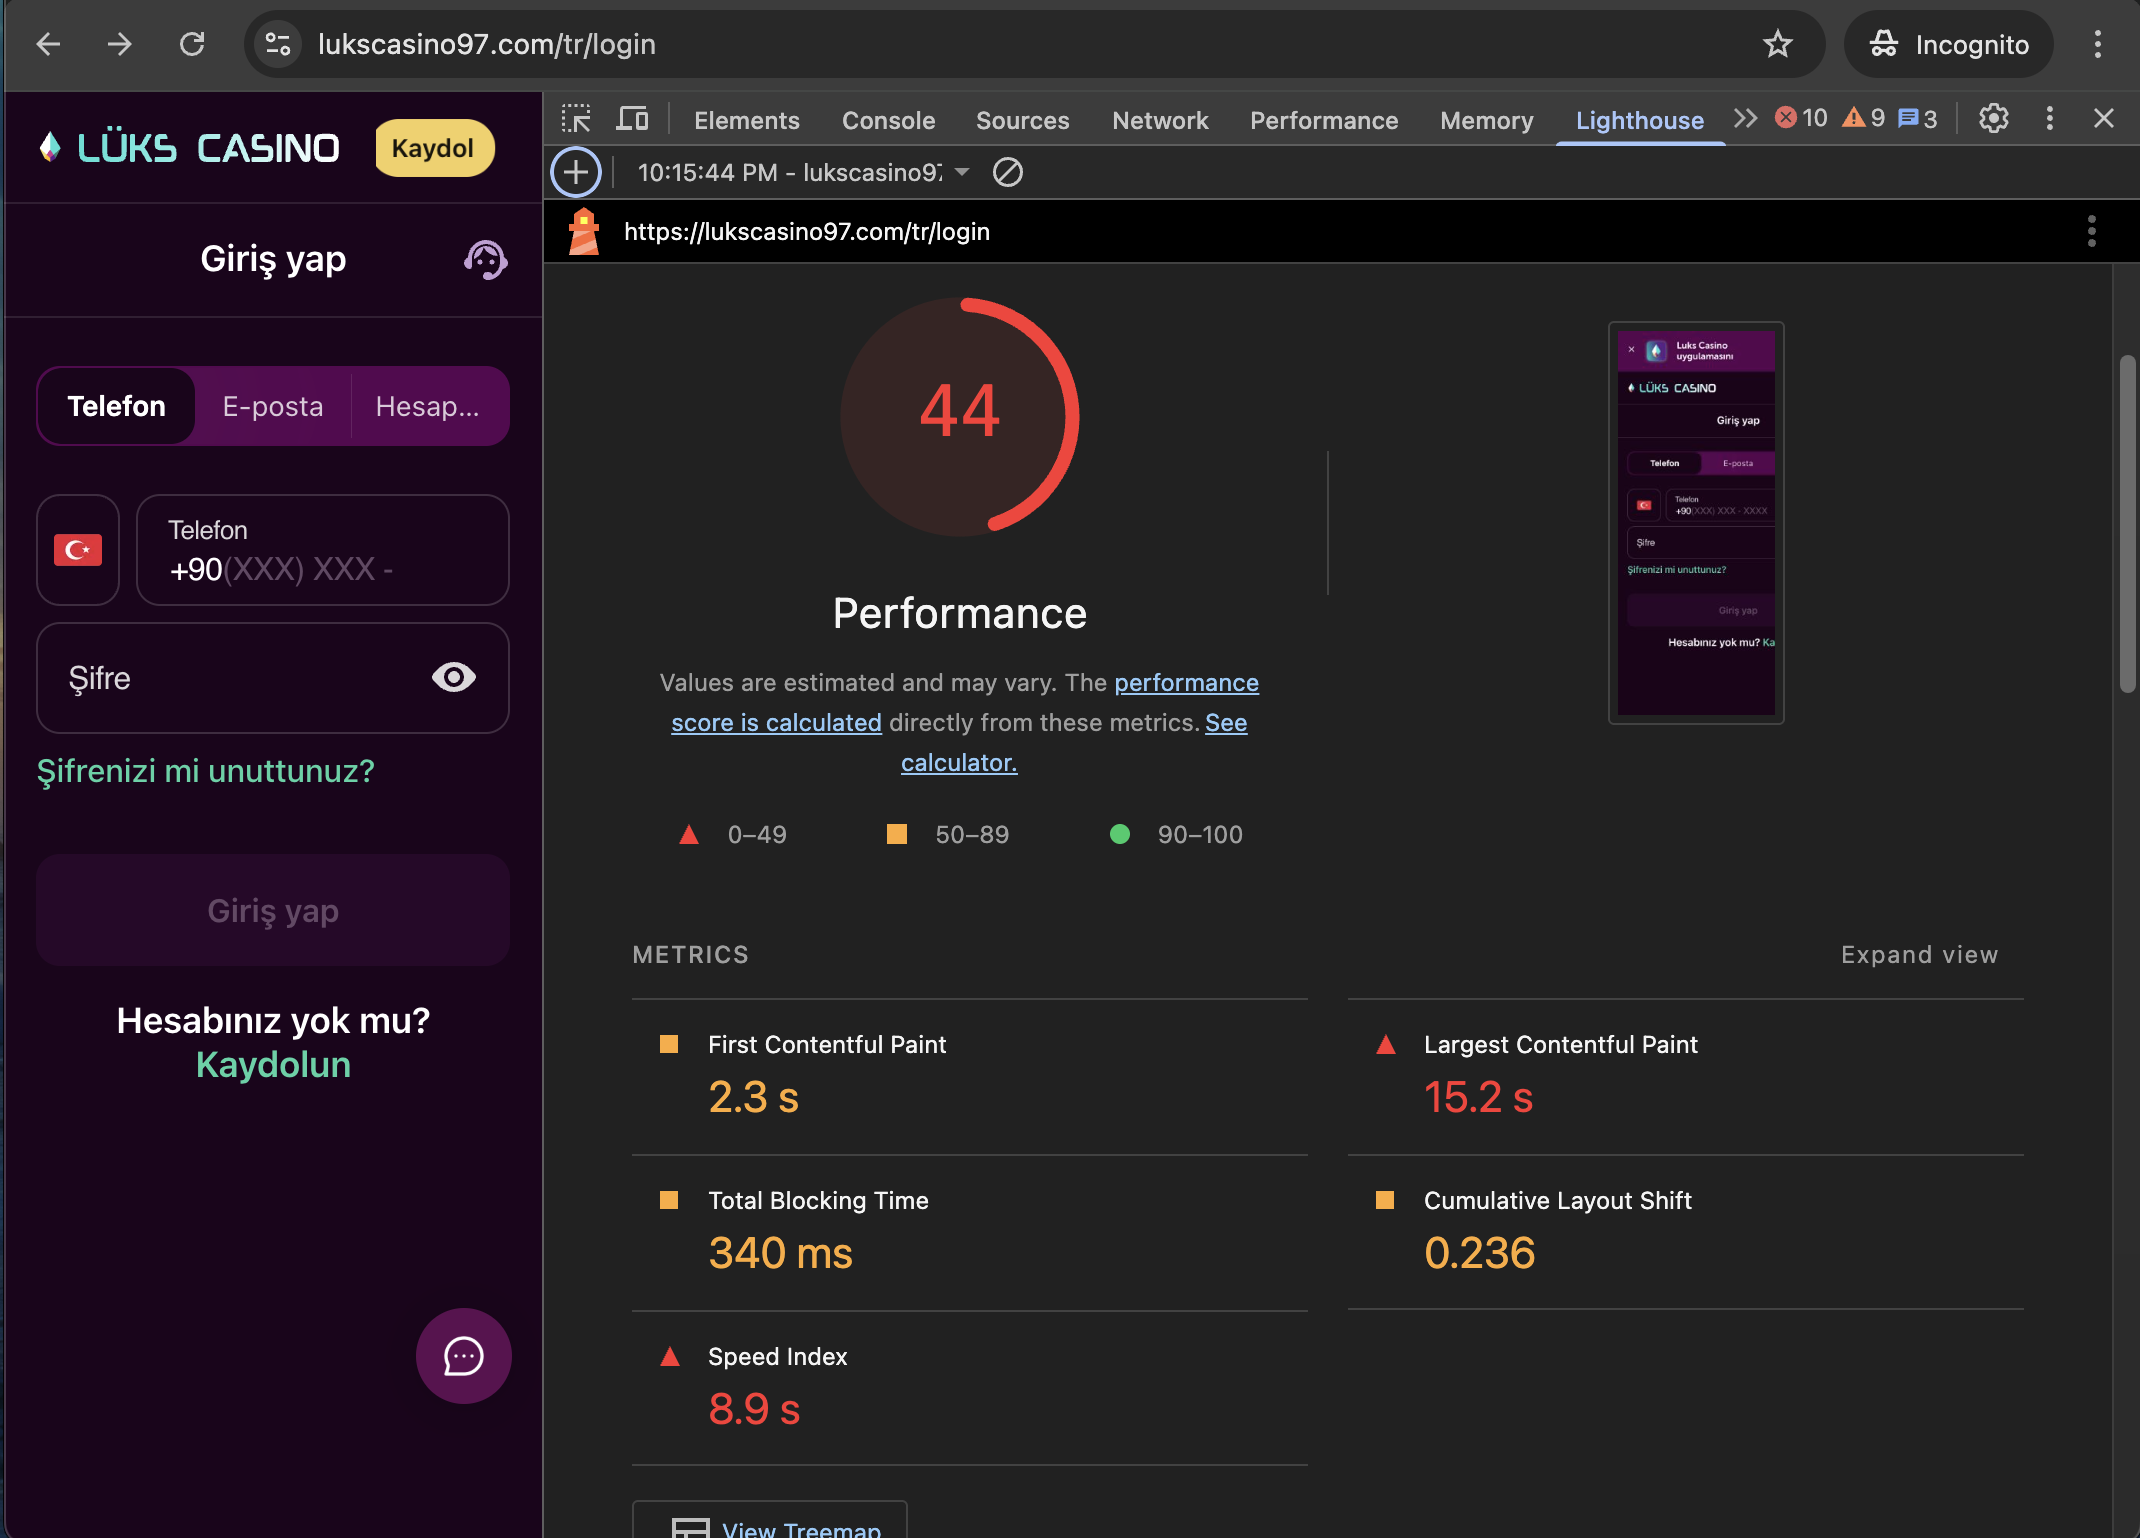 lukscasino97.com/tr/login
Incognito
LÜKS CASINO
Kaydol
Giriş yap
Telefon
E-posta
Hesap...
Telefon
+90(XXX) XXX -
Şifre
Şifrenizi mi unuttunuz?
Giriş yap
Hesabınız yok mu?
Kaydolun
Elements
Console
Sources
Network
Performance
Memory
Lighthouse
10
9
3
10:15:44 PM - lukscasino97
https://lukscasino97.com/tr/login
44
Performance
Values are estimated and may vary. The performance
score is calculated directly from these metrics. See
calculator.
0–49
50–89
90–100
Luks Casino
uygulamasını
LÜKS CASINO
Giriş yap
Telefon
E-posta
Telefon
+90(XXX) XXX - XXXX
Şifre
Şifrenizi mi unuttunuz?
Giriş yap
Hesabınız yok mu? Ka
METRICS
Expand view
First Contentful Paint
2.3 s
Largest Contentful Paint
15.2 s
Total Blocking Time
340 ms
Cumulative Layout Shift
0.236
Speed Index
8.9 s
View Treemap